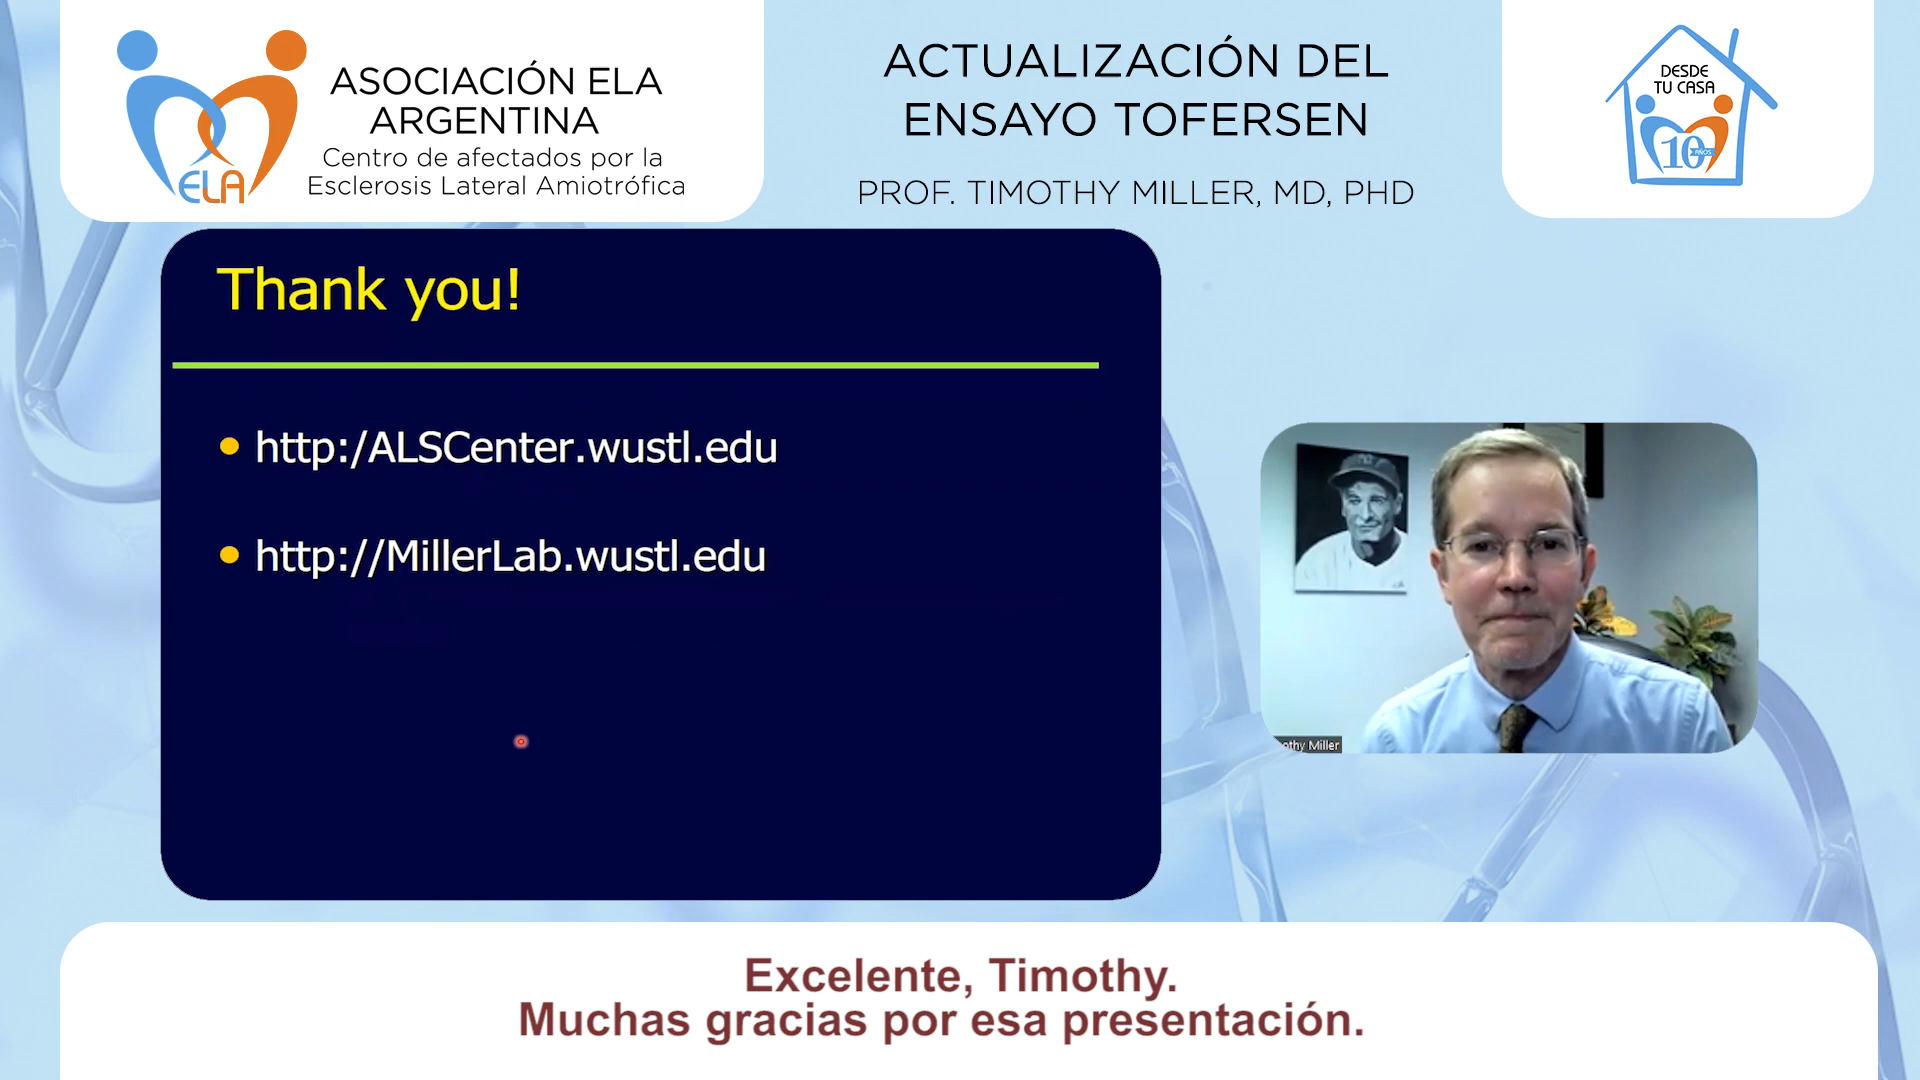 ASOCIACIÓN ELA
ARGENTINA
Centro de afectados por la
Esclerosis Lateral Amiotrófica
ELA
ACTUALIZACIÓN DEL
ENSAYO TOFERSEN
PROF. TIMOTHY MILLER, MD, PHD
DESDE
TU CASA
10
AÑOS
Thank you!
http:/ALSCenter.wustl.edu
http://MillerLab.wustl.edu
othy Miller
Excelente, Timothy.
Muchas gracias por esa presentación.